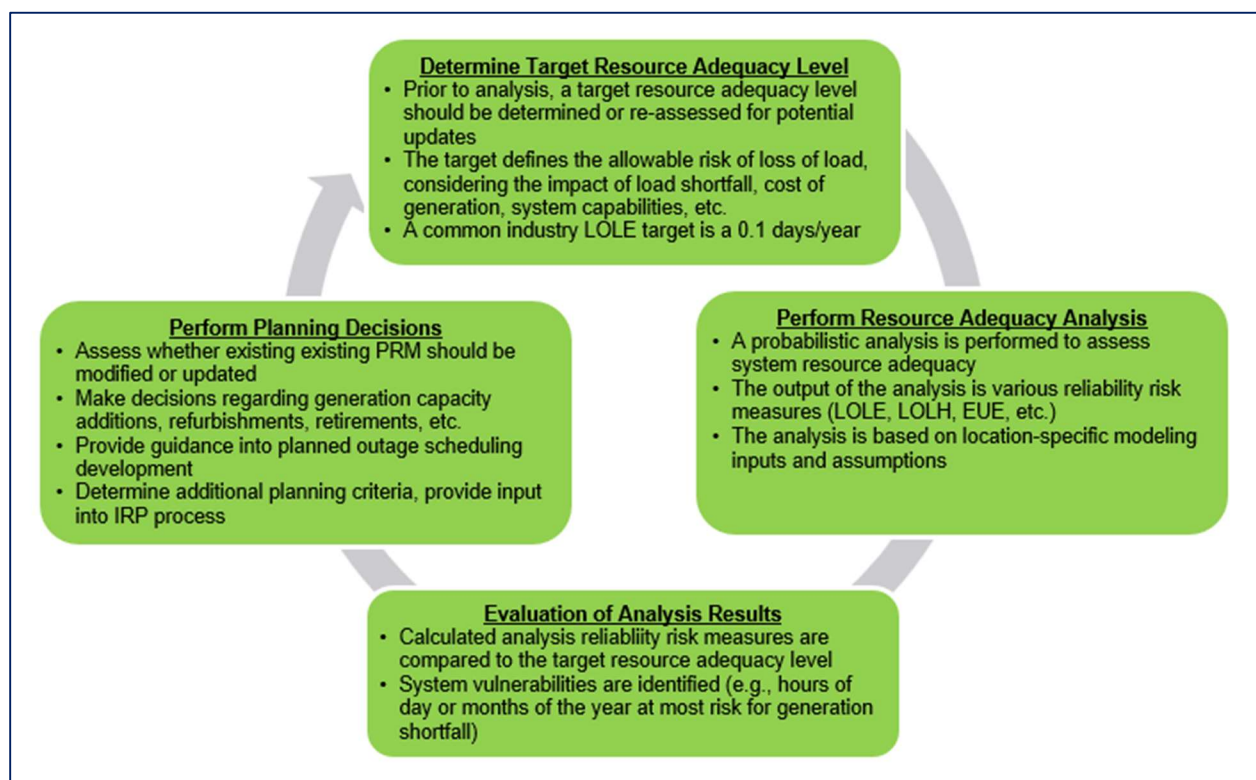 Determine Target Resource Adequacy Level
• Prior to analysis, a target resource adequacy level
should be determined or re-assessed for potential
updates
• The target defines the allowable risk of loss of load,
considering the impact of load shortfall, cost of
generation, system capabilities, etc.
• A common industry LOLE target is a 0.1 days/year
Perform Resource Adequacy Analysis
• A probabilistic analysis is performed to assess
system resource adequacy
• The output of the analysis is various reliability risk
measures (LOLE, LOLH, EUE, etc.)
• The analysis is based on location-specific modeling
inputs and assumptions
Evaluation of Analysis Results
• Calculated analysis reliabliity risk measures are
compared to the target resource adequacy level
• System vulnerabilities are identified (e.g., hours of
day or months of the year at most risk for generation
shortfall)
Perform Planning Decisions
• Assess whether existing existing PRM should be
modified or updated
• Make decisions regarding generation capacity
additions, refurbishments, retirements, etc.
• Provide guidance into planned outage scheduling
development
• Determine additional planning criteria, provide input
into IRP process